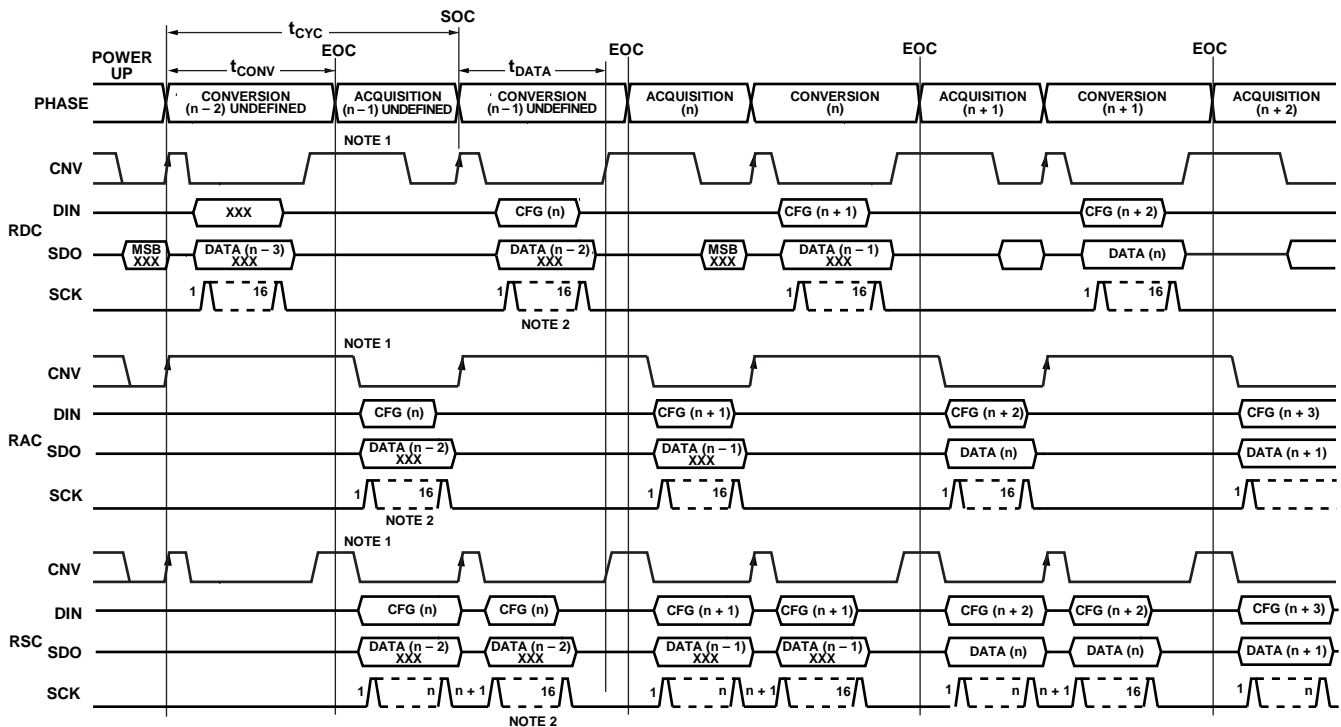 SOC
tCYC
EOC
EOC
EOC
EOC
POWER
UP
tCONV
tDATA
PHASE
CONVERSION
(n – 2) UNDEFINED
ACQUISITION
(n – 1) UNDEFINED
CONVERSION
(n – 1) UNDEFINED
ACQUISITION
(n)
CONVERSION
(n)
ACQUISITION
(n + 1)
CONVERSION
(n + 1)
ACQUISITION
(n + 2)
NOTE 1
CNV
RDC
DIN
XXX
CFG (n)
CFG (n + 1)
CFG (n + 2)
SDO
MSB
XXX
DATA (n – 3)
XXX
DATA (n – 2)
XXX
MSB
XXX
DATA (n – 1)
XXX
DATA (n)
SCK
1 16
1 16
1 16
1 16
NOTE 2
NOTE 1
CNV
RAC
DIN
CFG (n)
CFG (n + 1)
CFG (n + 2)
CFG (n + 3)
SDO
DATA (n – 2)
XXX
DATA (n – 1)
XXX
DATA (n)
DATA (n + 1)
SCK
1 16
1 16
1 16
1
NOTE 2
NOTE 1
CNV
RSC
DIN
CFG (n)
CFG (n)
CFG (n + 1)
CFG (n + 1)
CFG (n + 2)
CFG (n + 2)
CFG (n + 3)
SDO
DATA (n – 2)
XXX
DATA (n – 2)
XXX
DATA (n – 1)
XXX
DATA (n – 1)
XXX
DATA (n)
DATA (n)
DATA (n + 1)
SCK
1 n n + 1 16
1 n n + 1 16
1 n n + 1 16
1 n
NOTE 2